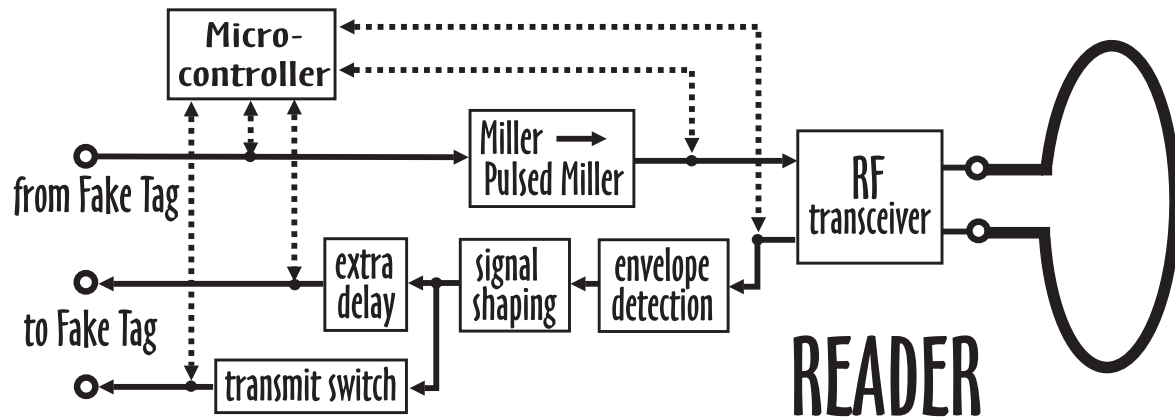 Micro-
controller
Miller
Pulsed Miller
RF
transceiver
from Fake Tag
extra
delay
signal
shaping
envelope
detection
to Fake Tag
transmit switch
READER